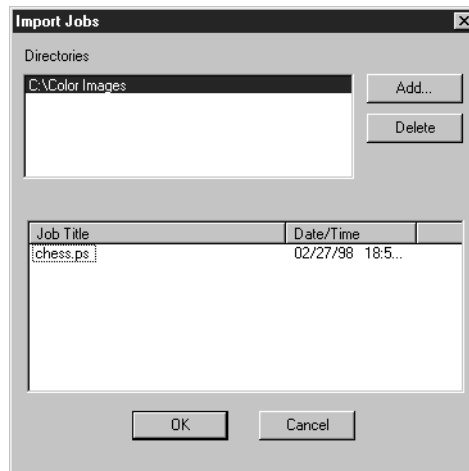 Import Jobs
Directories
C:\Color Images
Add...
Delete
Job Title Date/Time
chess.ps 02/27/98 18:5...
OK Cancel